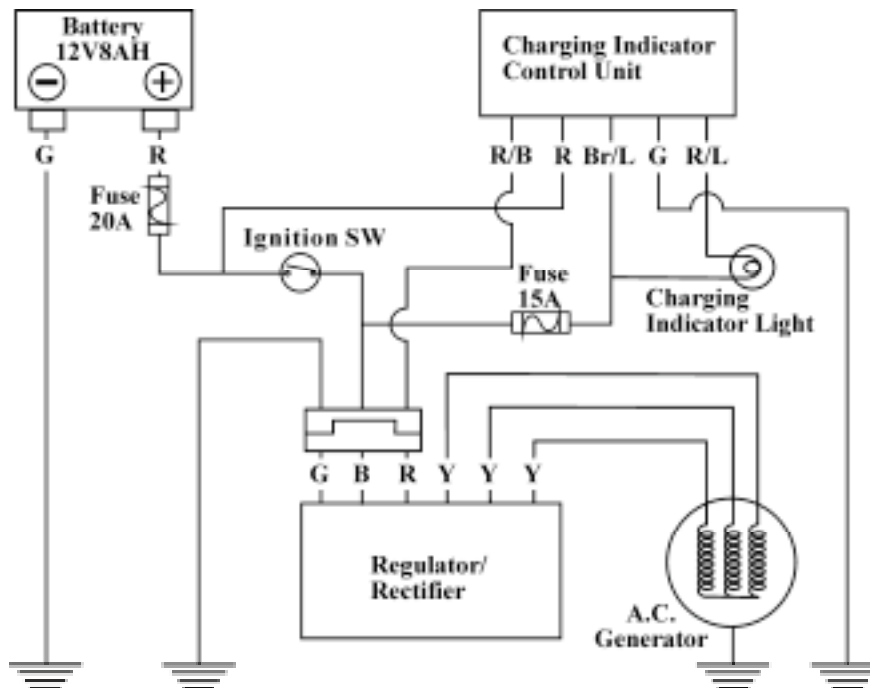 Battery
12V8AH
Charging Indicator
Control Unit
G R
R/B R Br/L G R/L
Fuse
20A
Ignition SW
Fuse
15A
Charging
Indicator Light
G B R Y Y Y
Regulator/
Rectifier
A.C.
Generator